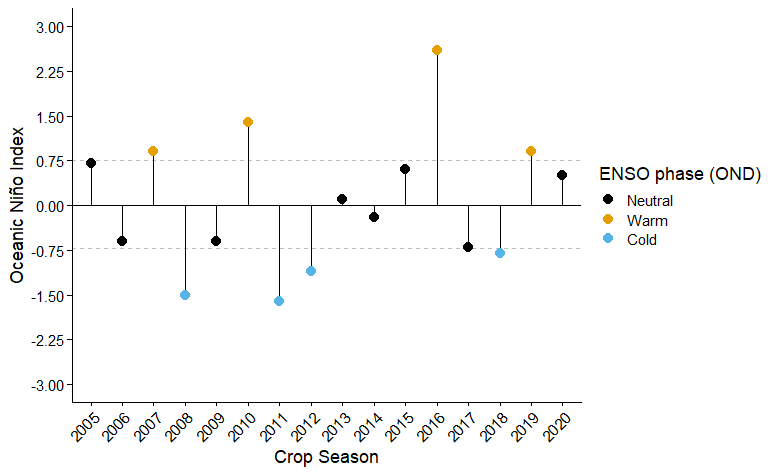 3.00
2.25
1.50
0.75
0.00
-0.75
-1.50
-2.25
-3.00
Oceanic Niño Index
2005 2006 2007 2008 2009 2010 2011 2012 2013 2014 2015 2016 2017 2018 2019 2020
Crop Season
ENSO phase (OND)
Neutral
Warm
Cold